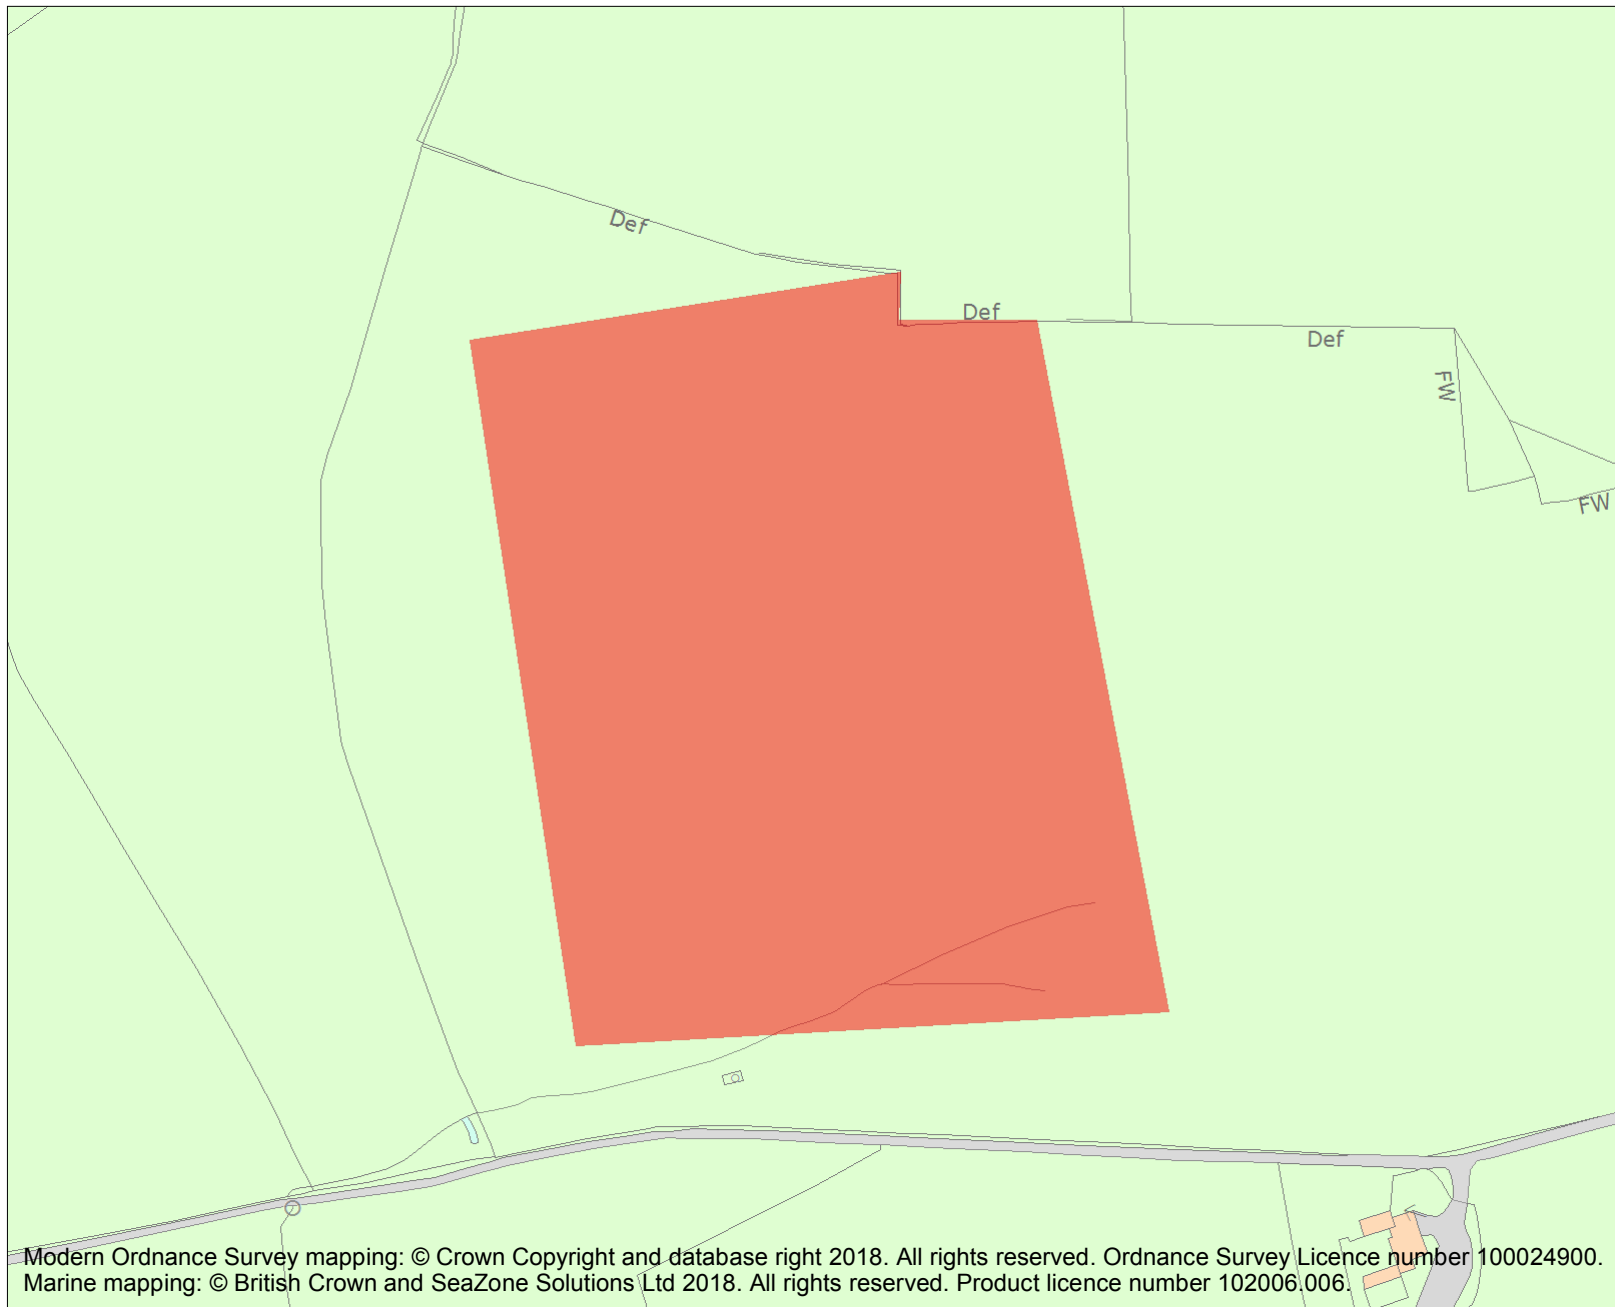 Def
Def
Def
FW
FW
Modern Ordnance Survey mapping: © Crown Copyright and database right 2018. All rights reserved. Ordnance Survey Licence number 100024900.
Marine mapping: © British Crown and SeaZone Solutions Ltd 2018. All rights reserved. Product licence number 102006.006.